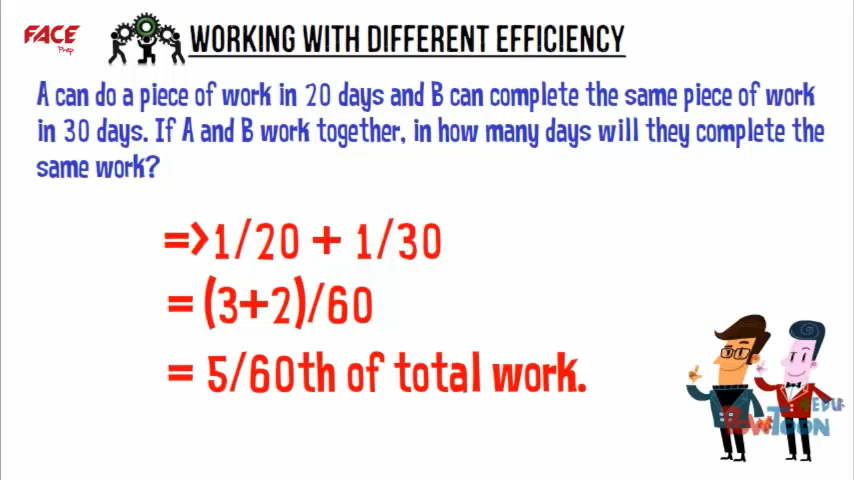 FACE
Prep
WORKING WITH DIFFERENT EFFICIENCY
A can do a piece of work in 20 days and B can complete the same piece of work
in 30 days. If A and B work together, in how many days will they complete the
same work?
=>1/20 + 1/30
= (3+2)/60
= 5/60th of total work.
EDU
POWTOON